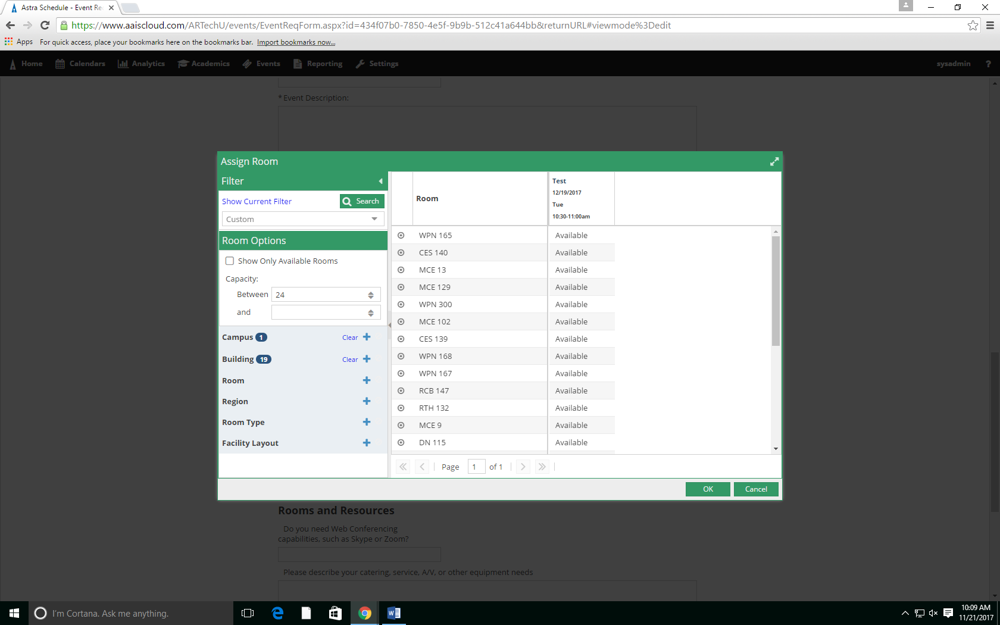 Astra Schedule - Event Re
https://www.aaiscloud.com/ARTechU/events/EventReqForm.aspx?id=434f07b0-7850-4e5f-9b9b-512c41a644bb&returnURL#viewmode%3Dedit
Apps For quick access, place your bookmarks here on the bookmarks bar. Import bookmarks now...
Home Calendars Analytics Academics Events Reporting Settings sysadmin ?
* Event Description:
Assign Room
Filter
Show Current Filter Search
Custom
Room Options
Show Only Available Rooms
Capacity:
Between 24
and
Campus 1 Clear
Building 19 Clear
Room
Region
Room Type
Facility Layout
Room
Test
12/19/2017
Tue
10:30-11:00am
WPN 165 Available
CES 140 Available
MCE 13 Available
MCE 129 Available
WPN 300 Available
MCE 102 Available
CES 139 Available
WPN 168 Available
WPN 167 Available
RCB 147 Available
RTH 132 Available
MCE 9 Available
DN 115 Available
Page 1 of 1
OK Cancel
Rooms and Resources
Do you need Web Conferencing
capabilities, such as Skype or Zoom?
Please describe your catering, service, A/V, or other equipment needs
I'm Cortana. Ask me anything.
10:09 AM
11/21/2017